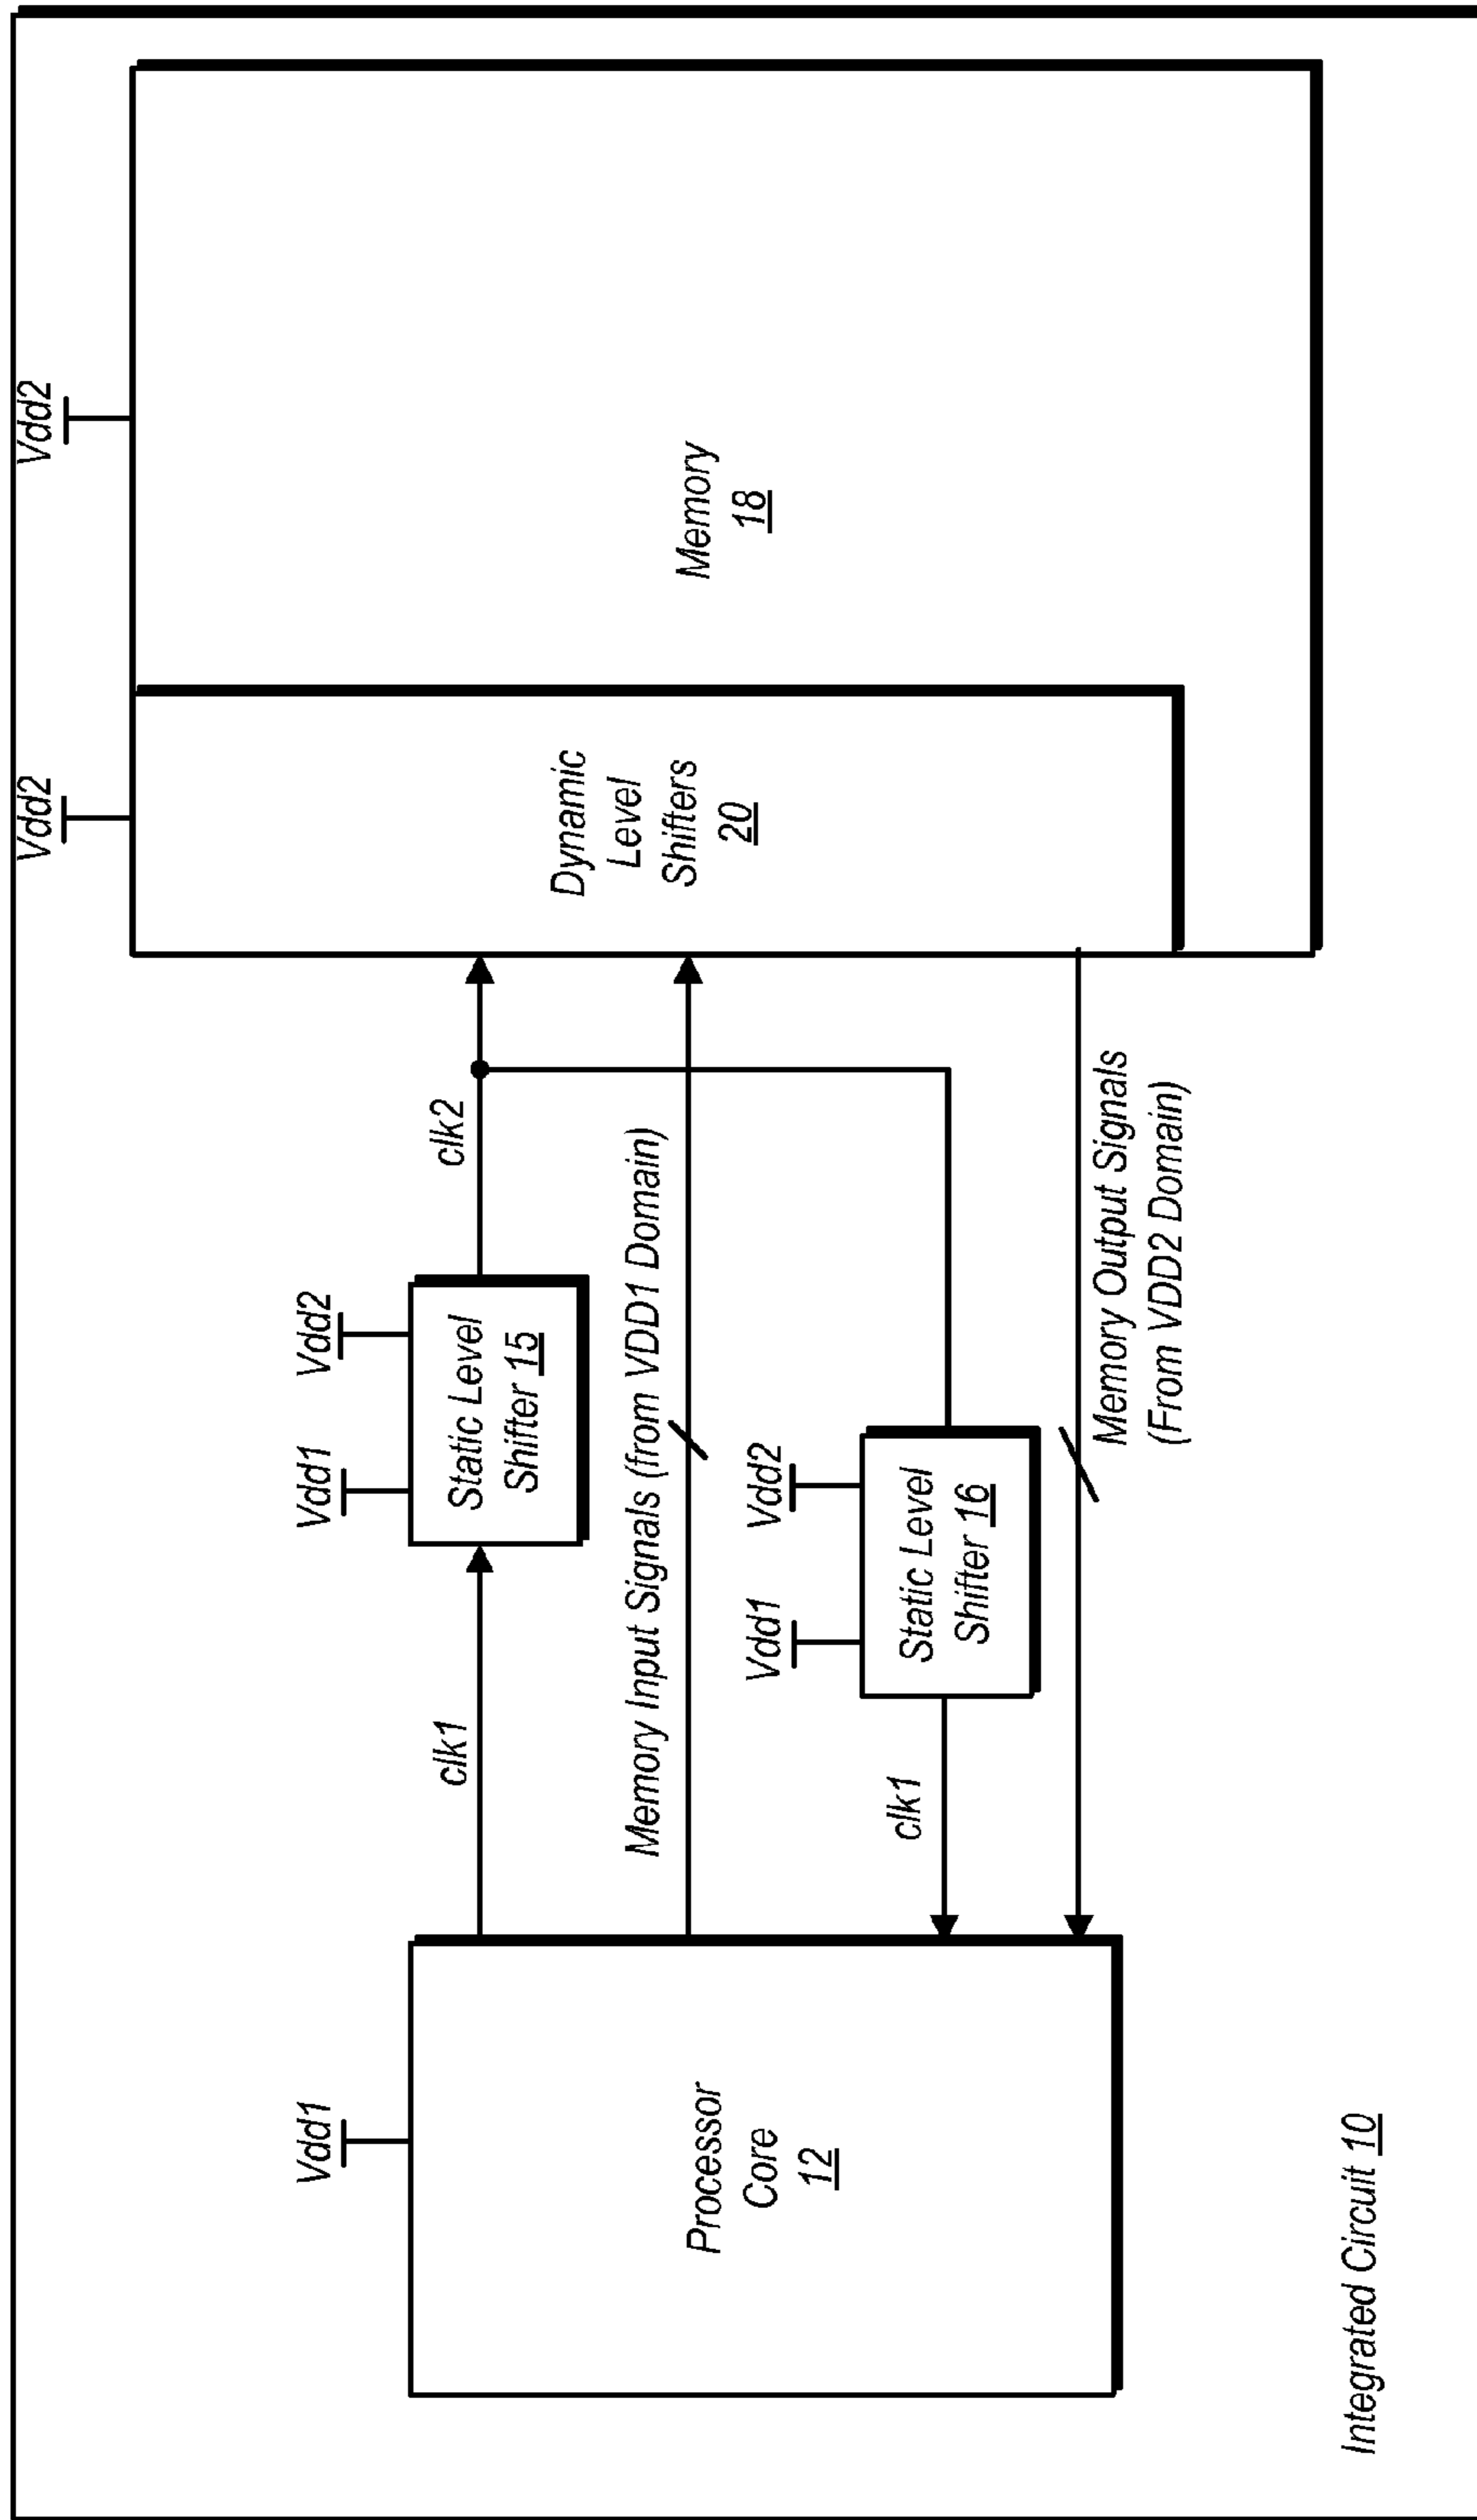 Vdd2
Vdd2
Vdd1
Vdd1
Vdd2
Processor
Core
12
clk1
Static Level
Shifter 15
clk2
Dynamic
Level
Shifters
20
Memory
18
Memory Input Signals (from VDD1 Domain)
Vdd1
Vdd2
clk1
Static Level
Shifter 16
Memory Output Signals
(From VDD2 Domain)
Integrated Circuit 10